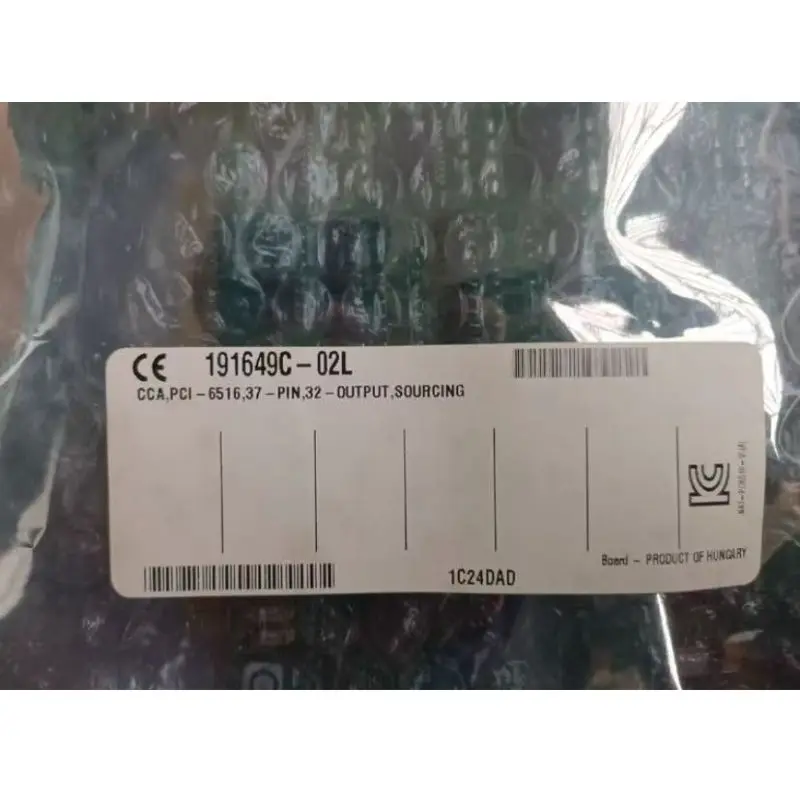 CE 191649C-02L
CCA,PCI-6516,37-PIN,32-OUTPUT,SOURCING
Board - PRODUCT OF HUNGARY
1C24DAD